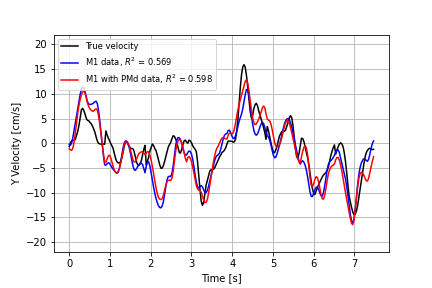 True velocity
M1 data, R² = 0.569
M1 with PMd data, R² = 0.598
Y Velocity [cm/s]
20
15
10
5
0
−5
−10
−15
−20
0 1 2 3 4 5 6 7
Time [s]